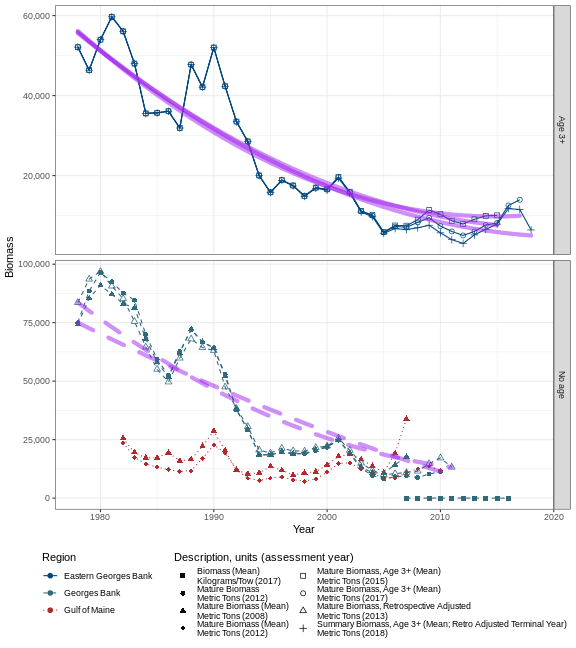 60,000
40,000
20,000
Age 3+
Biomass
100,000
75,000
50,000
25,000
0
No age
1980
1990
2000
2010
2020
Year
Region
Eastern Georges Bank
Georges Bank
Gulf of Maine
Description, units (assessment year)
Biomass (Mean)
Kilograms/Tow (2017)
Mature Biomass
Metric Tons (2012)
Mature Biomass (Mean)
Metric Tons (2008)
Mature Biomass (Mean)
Metric Tons (2012)
Mature Biomass, Age 3+ (Mean)
Metric Tons (2015)
Mature Biomass, Age 3+ (Mean)
Metric Tons (2017)
Mature Biomass, Retrospective Adjusted
Metric Tons (2013)
Summary Biomass, Age 3+ (Mean; Retro Adjusted Terminal Year)
Metric Tons (2018)